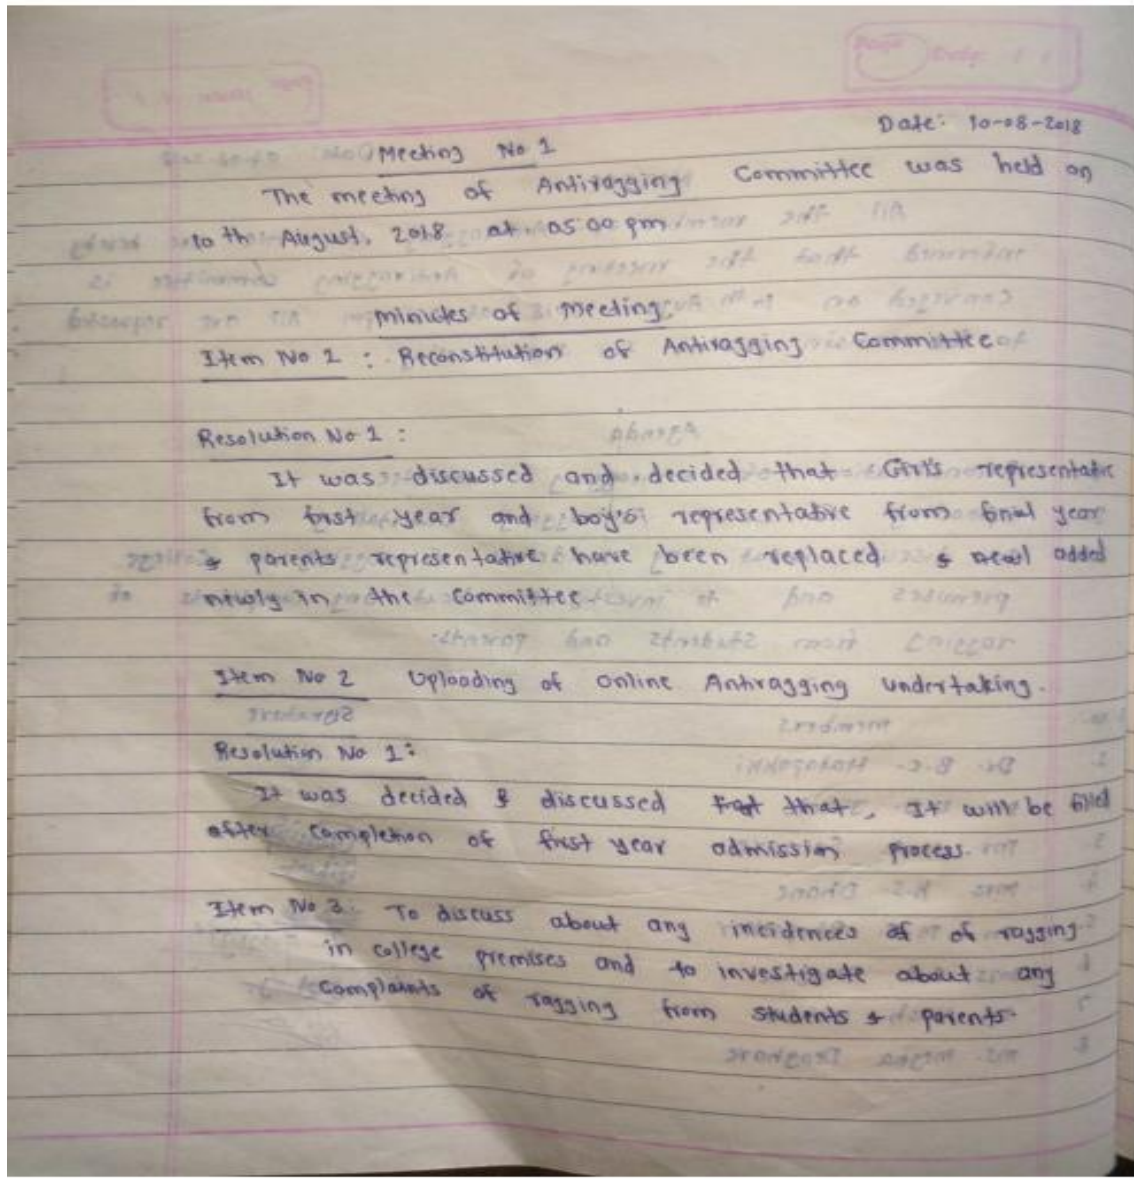 Date: 10-08-2018
Meeting No 1
The meeting of Antiragging Committee was held on
10th August, 2018 at 05:00 pm
Minutes of Meeting.
Item No 1 : Reconstitution of Antiragging Committee
Resolution No 1 :
It was discussed and decided that Girl's representative
from first year and boy's representative from final year
& parents representative have been replaced & added
newly in the Committee.
Item No 2 Uploading of Online Antiragging undertaking.
Resolution No 1:
It was decided & discussed that, It will be filled
after completion of first year admission process.
Item No 3: To discuss about any incidences of of ragging
in college premises and to investigate about any
complaints of ragging from students & parents.